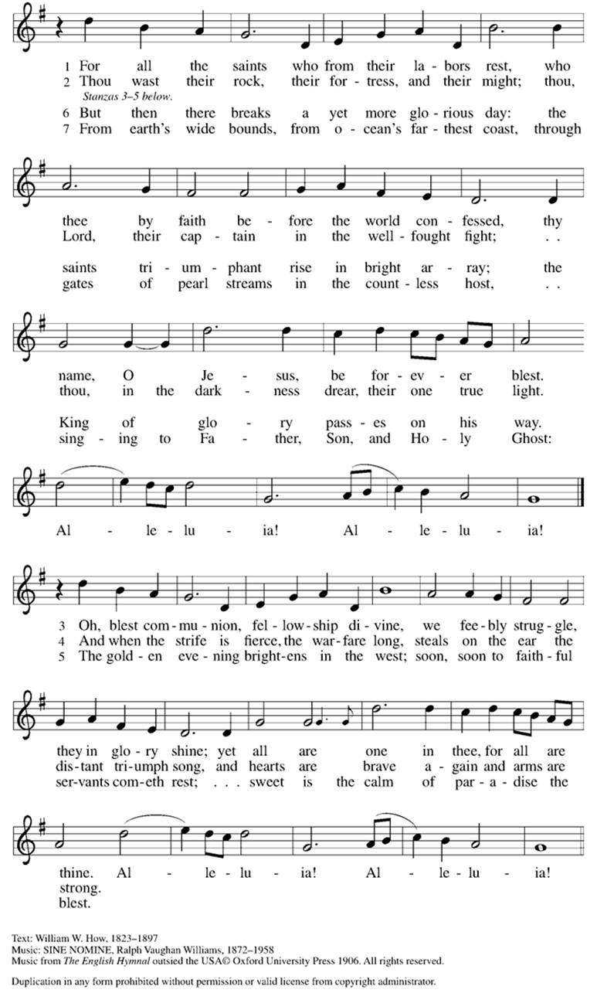 1 For all the saints who from their la - bors rest, who
2 Thou wast their rock, their for - tress, and their might; thou,
Stanzas 3–5 below.
6 But then there breaks a yet more glo - rious day: the
7 From earth's wide bounds, from o - cean's far - thest coast, through
thee by faith be - fore the world con - fessed, thy
Lord, their cap - tain in the well - fought fight; . .
saints tri - um - phant rise in bright ar - ray; the
gates of pearl streams in the count - less host, . .
name, O Je - sus, be for - ev - er blest.
thou, in the dark - ness drear, their one true light.
King of glo - ry pass - es on his way.
sing - ing to Fa - ther, Son, and Ho - ly Ghost:
Al - le - lu - ia! Al - le - lu - ia!
3 Oh, blest com - mu - nion, fel - low - ship di - vine, we fee - bly strug - gle,
4 And when the strife is fierce, the war - fare long, steals on the ear the
5 The gold - en eve - ning bright - ens in the west; soon, soon to faith - ful
they in glo - ry shine; yet all are one in thee, for all are
dis - tant tri - umph song, and hearts are brave a - gain and arms are
ser - vants com - eth rest; . . . sweet is the calm of par - a - dise the
thine. Al - le - lu - ia! Al - le - lu - ia!
strong.
blest.
Text: William W. How, 1823–1897
Music: SINE NOMINE, Ralph Vaughan Williams, 1872–1958
Music from The English Hymnal outsied the USA© Oxford University Press 1906. All rights reserved.
Duplication in any form prohibited without permission or valid license from copyright administrator.